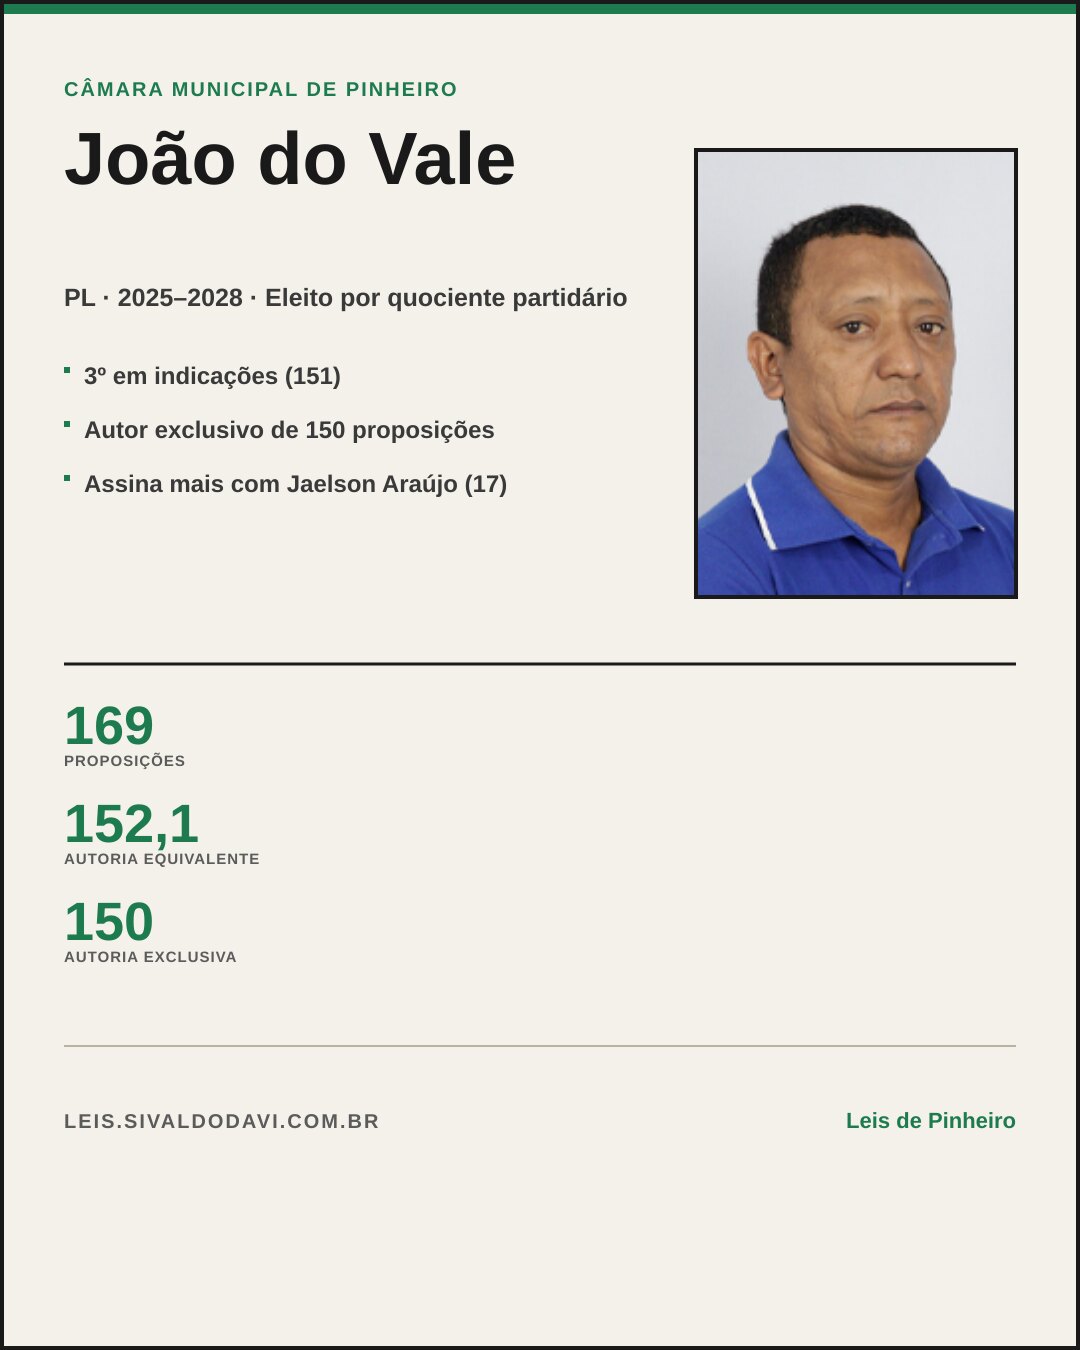 CÂMARA MUNICIPAL DE PINHEIRO
João do Vale
PL · 2025–2028 · Eleito por quociente partidário
3º em indicações (151)
Autor exclusivo de 150 proposições
Assina mais com Jaelson Araújo (17)
169
PROPOSIÇÕES
152,1
AUTORIA EQUIVALENTE
150
AUTORIA EXCLUSIVA
LEIS.SIVALDODAVI.COM.BR
Leis de Pinheiro